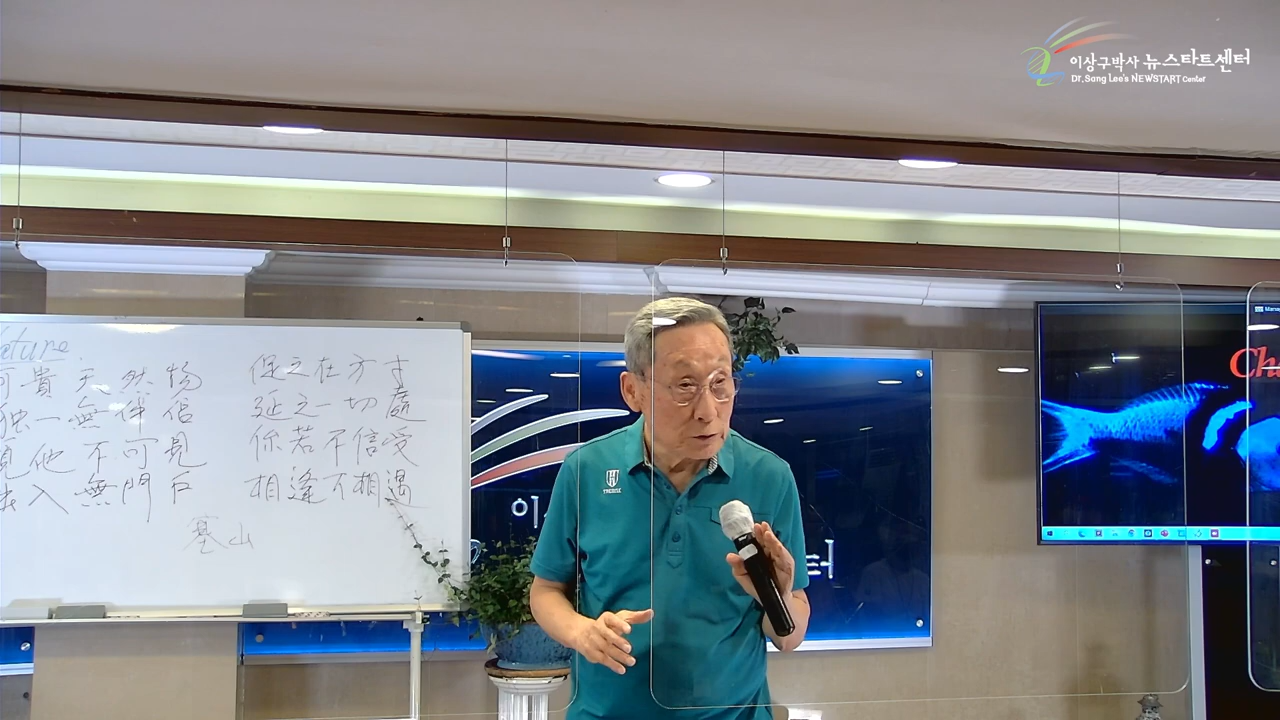 이상구박사 뉴스타트센터
Dr. Sang Lee's NEWSTART Center
可貴天然物
独一無伴侶
覓他不可見
入無門戶
促之在方寸
延之一切處
你若不信受
相逢不相遇
寒山
TREDISE